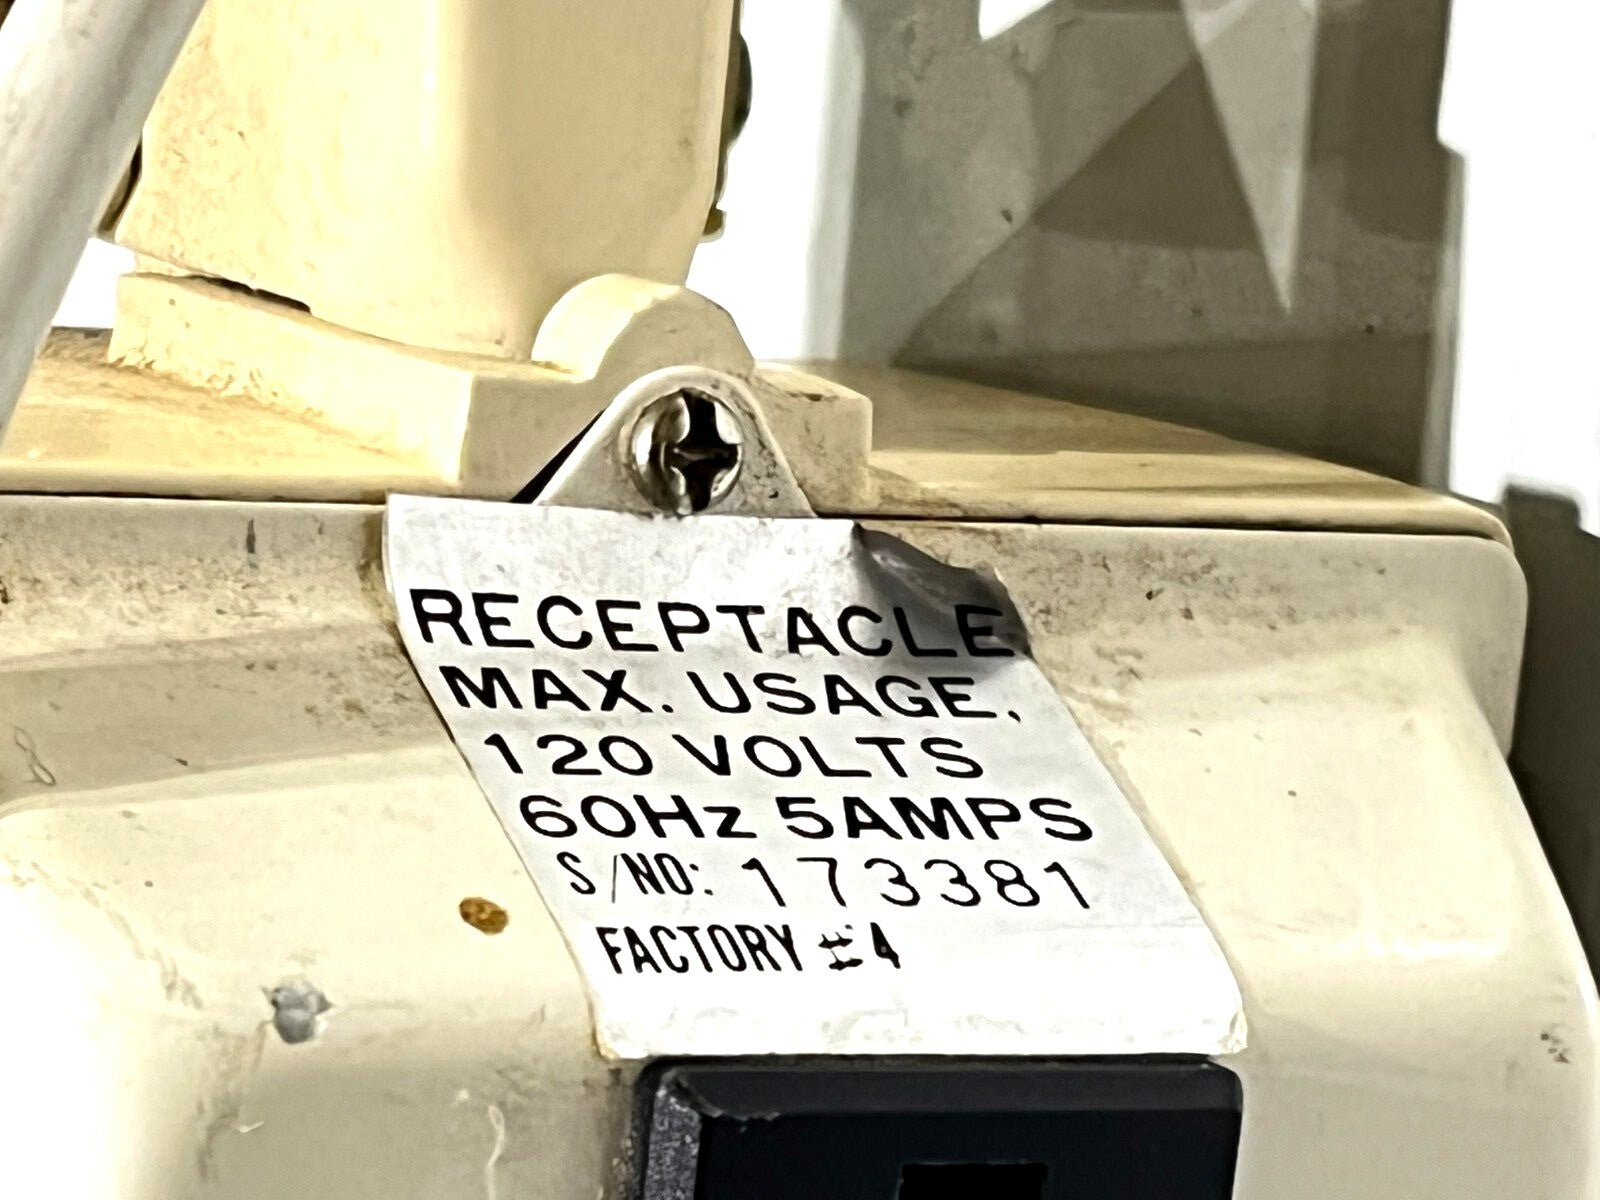 RECEPTACLE
MAX. USAGE.
120 VOLTS
60Hz 5AMPS
S/NO: 173381
FACTORY #4